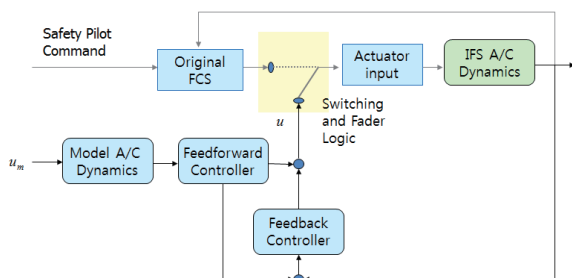 Safety Pilot
Command
Original
FCS
Actuator
input
IFS A/C
Dynamics
Switching
and Fader
Logic
u
u_m
Model A/C
Dynamics
Feedforward
Controller
Feedback
Controller